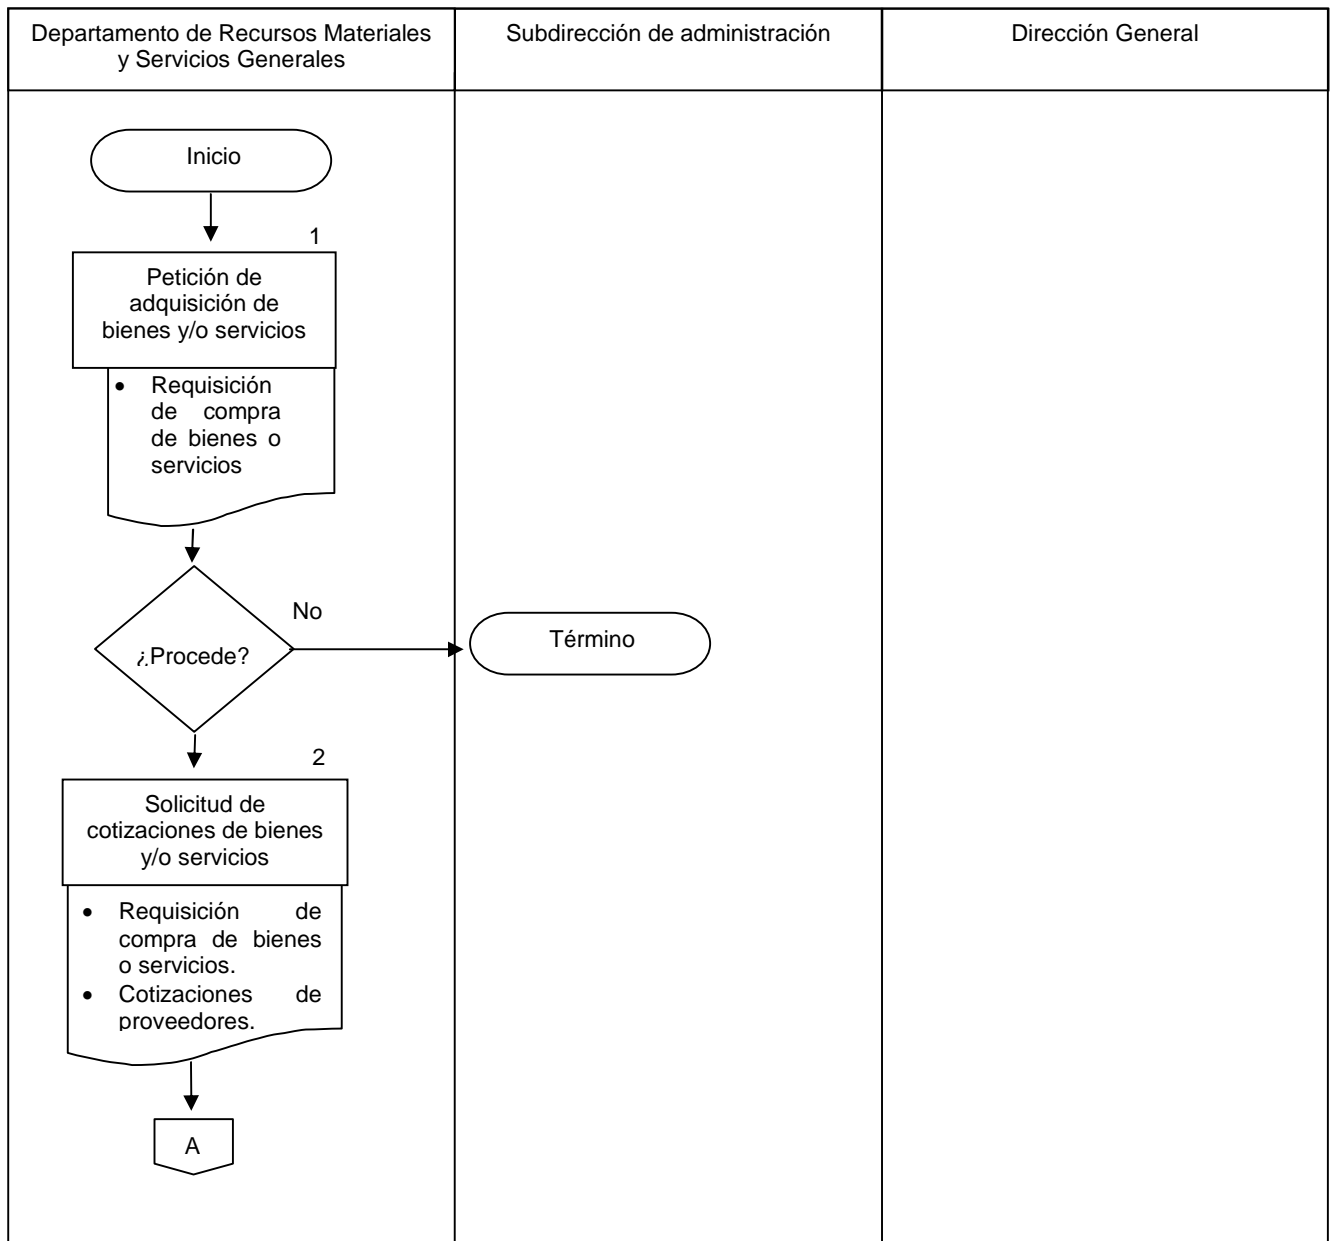 Departamento de Recursos Materiales
y Servicios Generales
Subdirección de administración
Dirección General
Inicio
1
Petición de
adquisición de
bienes y/o servicios
• Requisición
de compra
de bienes o
servicios
No
¿Procede?
Término
2
Solicitud de
cotizaciones de bienes
y/o servicios
• Requisición de
compra de bienes
o servicios.
• Cotizaciones de
proveedores.
A